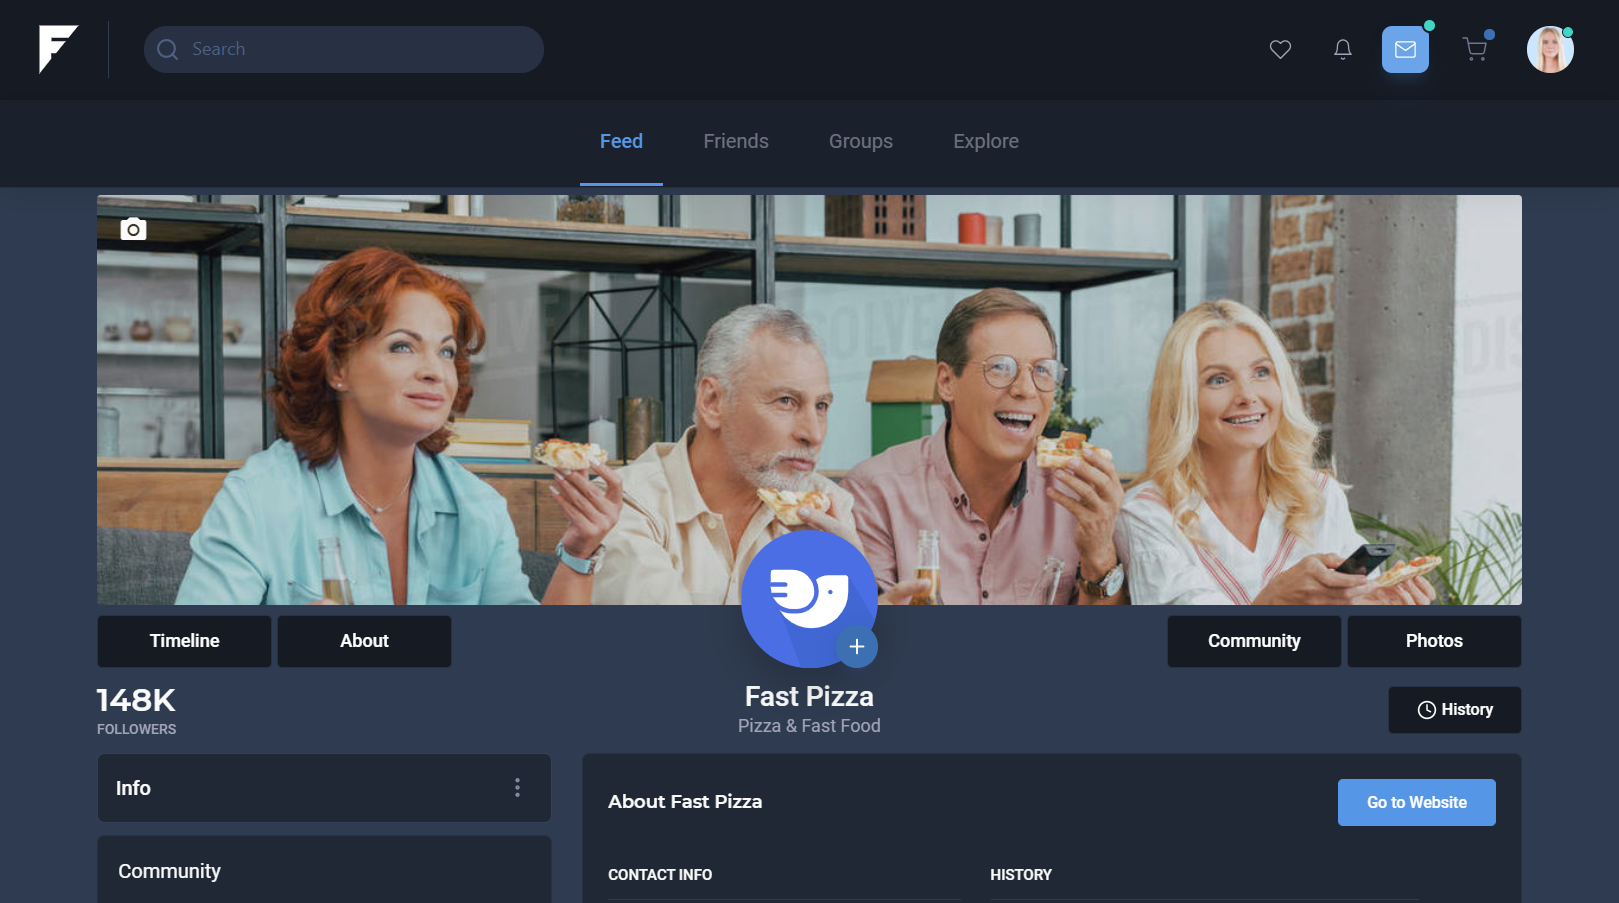 Search
Feed
Friends
Groups
Explore
Timeline
About
Community
Photos
148K
FOLLOWERS
Fast Pizza
Pizza & Fast Food
History
Info
About Fast Pizza
Go to Website
Community
CONTACT INFO
HISTORY